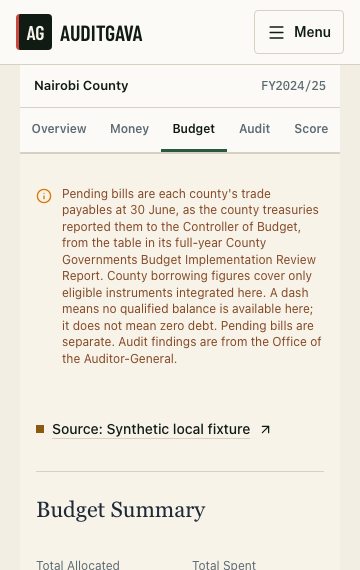 AG AUDITGAVA Menu
Nairobi County FY2024/25
Overview Money Budget Audit Score
Pending bills are each county's trade
payables at 30 June, as the county treasuries
reported them to the Controller of Budget,
from the table in its full-year County
Governments Budget Implementation Review
Report. County borrowing figures cover only
eligible instruments integrated here. A dash
means no qualified balance is available here;
it does not mean zero debt. Pending bills are
separate. Audit findings are from the Office of
the Auditor-General.
Source: Synthetic local fixture
Budget Summary
Total Allocated Total Spent